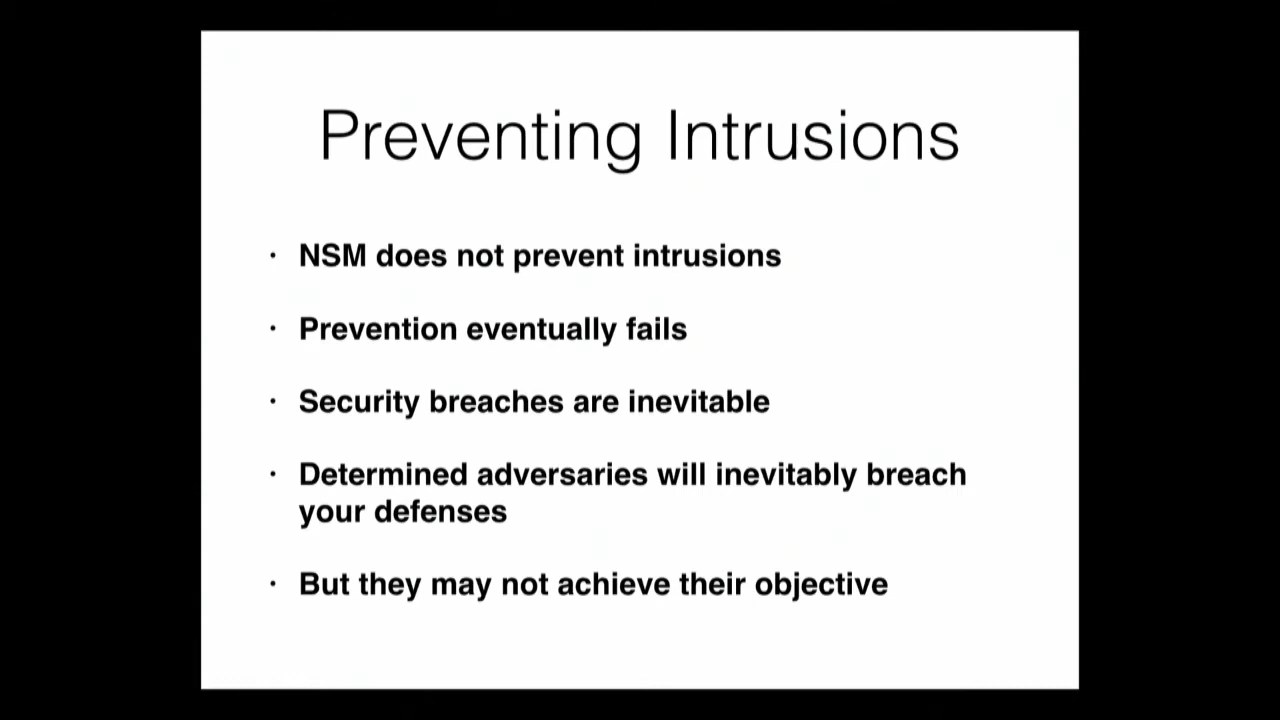 Preventing Intrusions
· NSM does not prevent intrusions
· Prevention eventually fails
· Security breaches are inevitable
· Determined adversaries will inevitably breach
your defenses
· But they may not achieve their objective